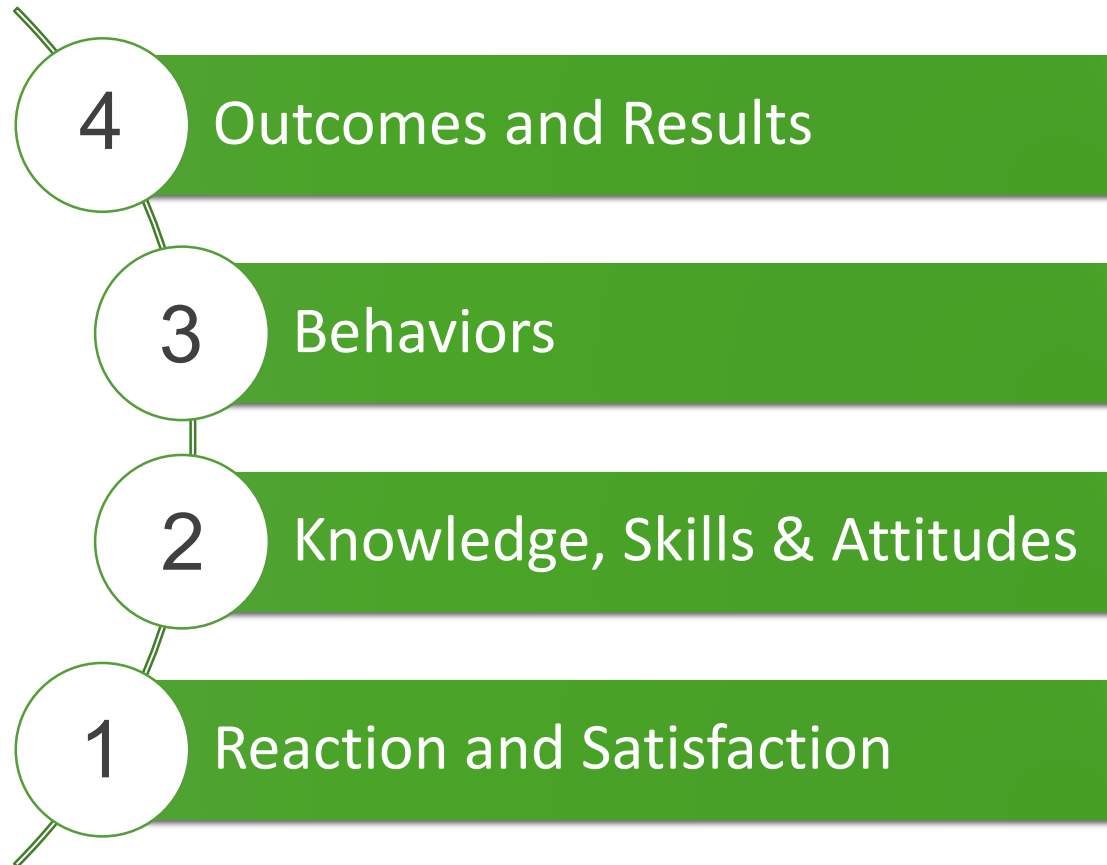 4 Outcomes and Results
3 Behaviors
2 Knowledge, Skills & Attitudes
1 Reaction and Satisfaction